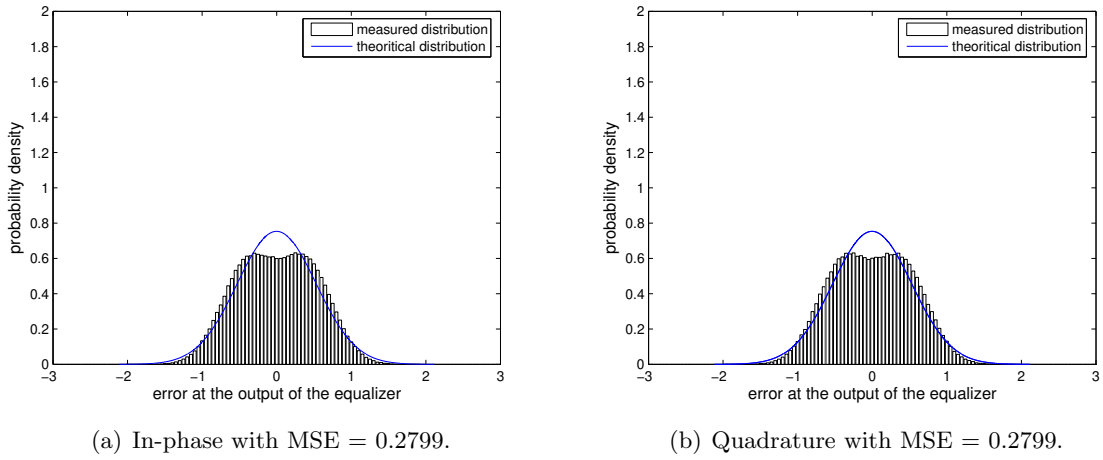 2
1.8
1.6
1.4
1.2
1
0.8
0.6
0.4
0.2
0
probability density
measured distribution
theoritical distribution
−3 −2 −1 0 1 2 3
error at the output of the equalizer
(a) In-phase with MSE = 0.2799.
2
1.8
1.6
1.4
1.2
1
0.8
0.6
0.4
0.2
0
probability density
measured distribution
theoritical distribution
−3 −2 −1 0 1 2 3
error at the output of the equalizer
(b) Quadrature with MSE = 0.2799.